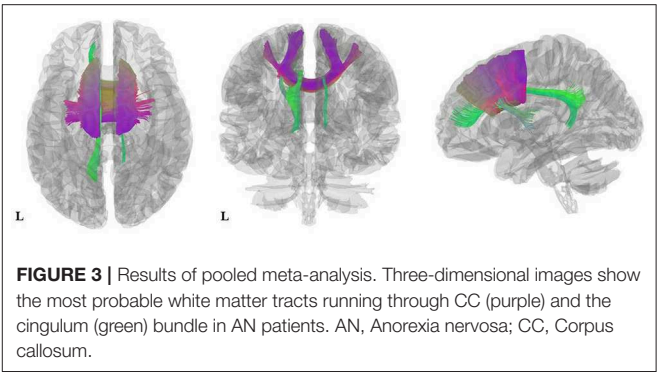 L
L
FIGURE 3 | Results of pooled meta-analysis. Three-dimensional images show
the most probable white matter tracts running through CC (purple) and the
cingulum (green) bundle in AN patients. AN, Anorexia nervosa; CC, Corpus
callosum.